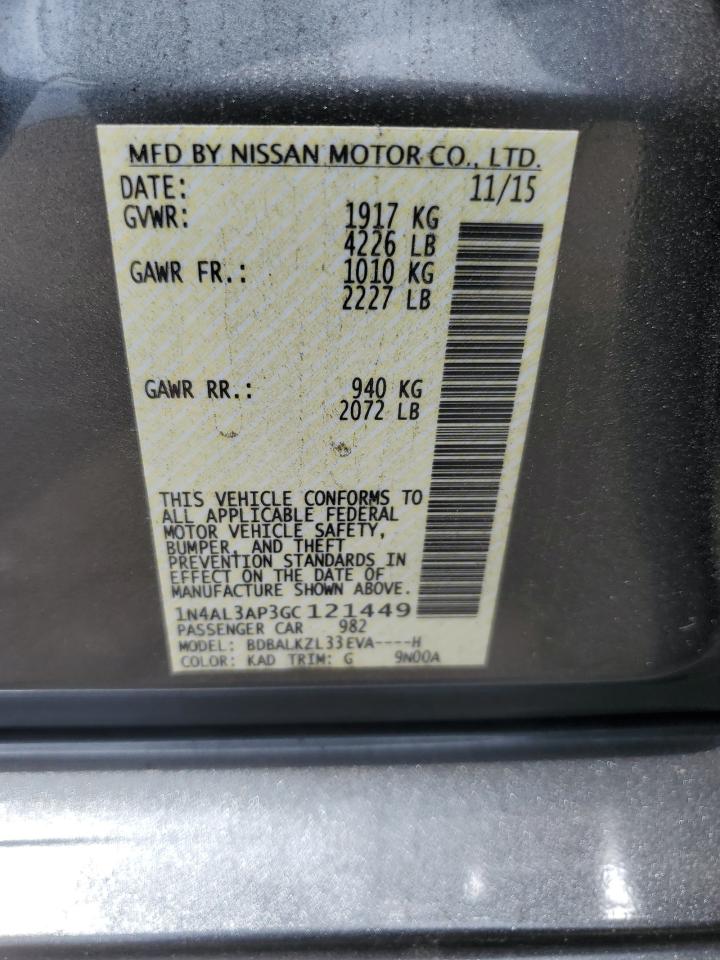 MFD BY NISSAN MOTOR CO., LTD.
DATE: 11/15
GVWR: 1917 KG
4226 LB
GAWR FR.: 1010 KG
2227 LB
GAWR RR.: 940 KG
2072 LB
THIS VEHICLE CONFORMS TO
ALL APPLICABLE FEDERAL
MOTOR VEHICLE SAFETY,
BUMPER, AND THEFT
PREVENTION STANDARDS IN
EFFECT ON THE DATE OF
MANUFACTURE SHOWN ABOVE.
1N4AL3AP3GC121449
PASSENGER CAR 982
MODEL: BDBALKZL33EVA----H
COLOR: KAD TRIM: G 9N00A